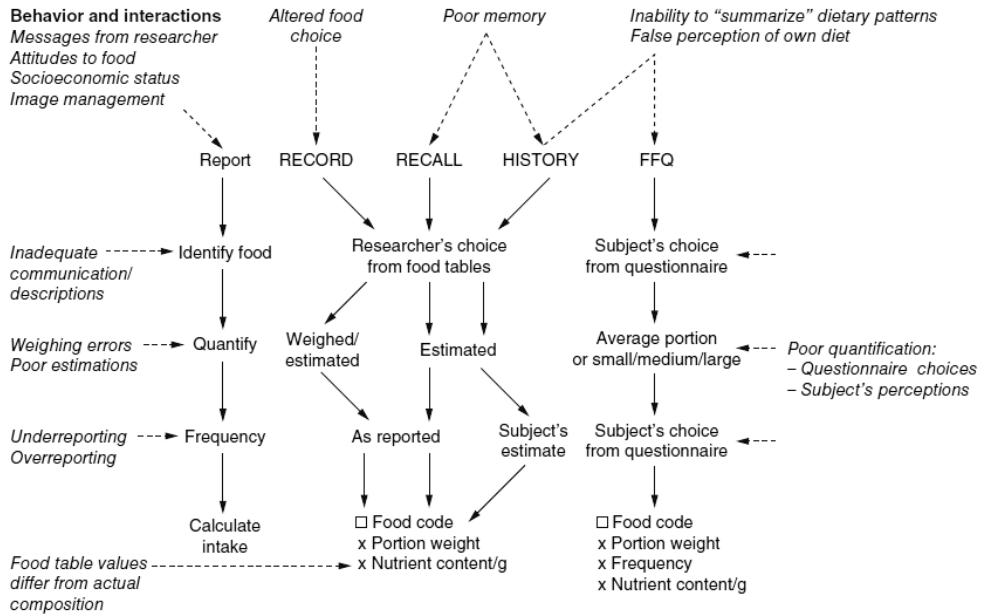 Behavior and interactions
Messages from researcher
Attitudes to food
Socioeconomic status
Image management
Altered food
choice
Poor memory
Inability to “summarize” dietary patterns
False perception of own diet
Report
RECORD
RECALL
HISTORY
FFQ
Inadequate
communication/
descriptions
Identify food
Researcher’s choice
from food tables
Subject’s choice
from questionnaire
Weighing errors
Poor estimations
Quantify
Weighed/
estimated
Estimated
Average portion
or small/medium/large
Poor quantification:
– Questionnaire choices
– Subject’s perceptions
Underreporting
Overreporting
Frequency
As reported
Subject’s
estimate
Subject’s choice
from questionnaire
Calculate
intake
□ Food code
x Portion weight
x Nutrient content/g
□ Food code
x Portion weight
x Frequency
x Nutrient content/g
Food table values
differ from actual
composition